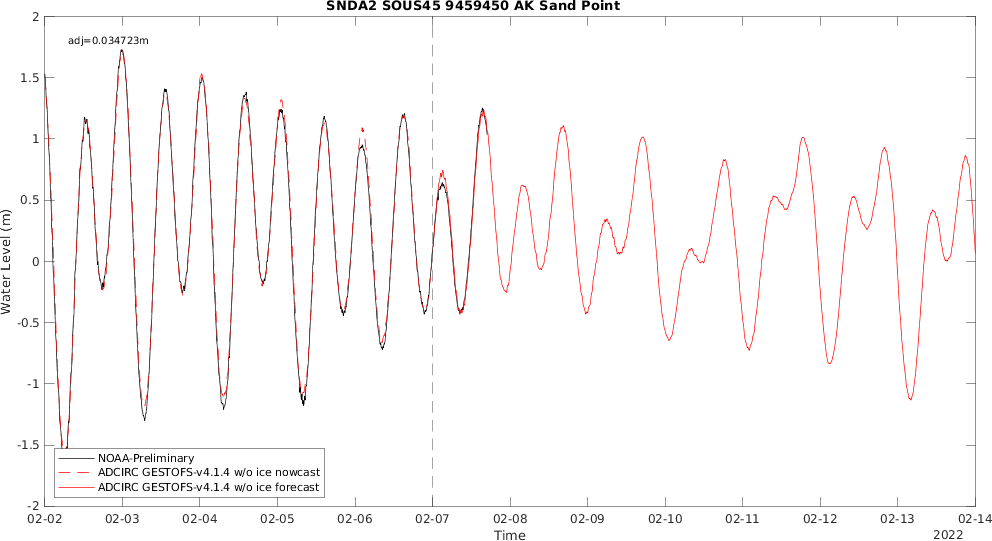 SNDA2 SOUS45 9459450 AK Sand Point
adj=0.034723m
2
1.5
1
0.5
0
-0.5
-1
-1.5
-2
Water Level (m)
NOAA-Preliminary
ADCIRC GESTOFS-v4.1.4 w/o ice nowcast
ADCIRC GESTOFS-v4.1.4 w/o ice forecast
02-02 02-03 02-04 02-05 02-06 02-07 02-08 02-09 02-10 02-11 02-12 02-13 02-14
Time
2022